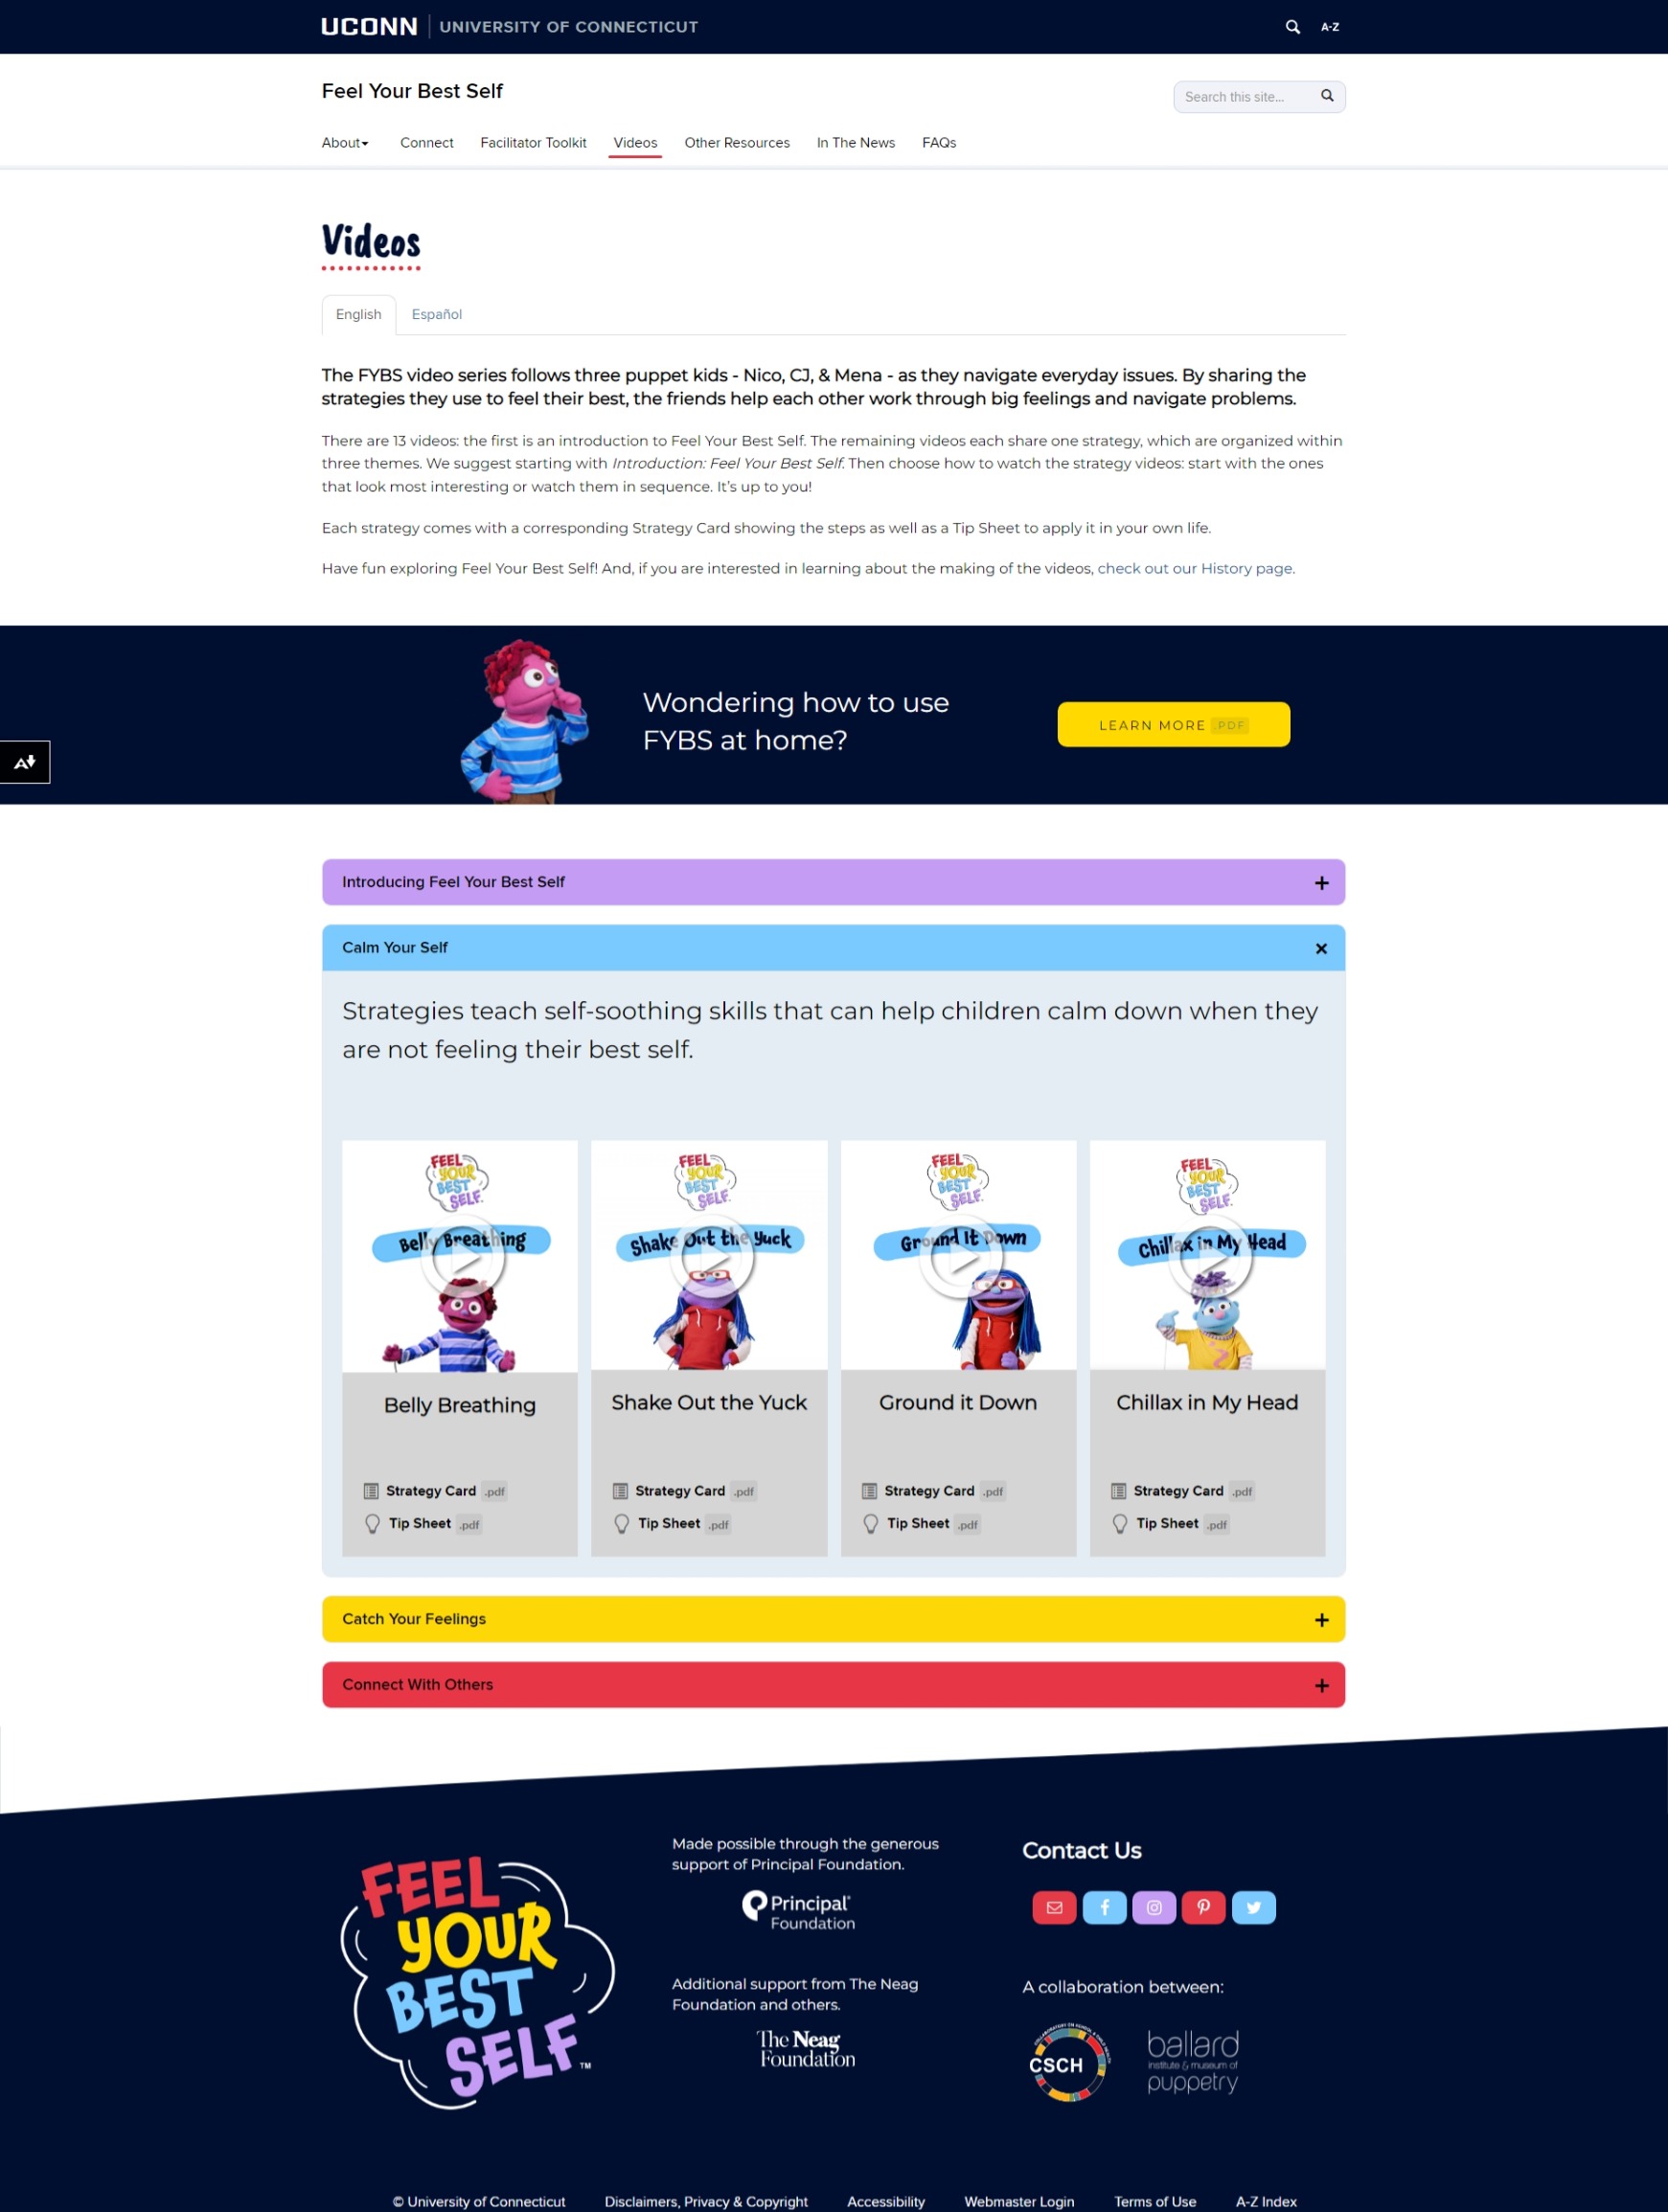 UCONN UNIVERSITY OF CONNECTICUT
A-Z
Feel Your Best Self
Search this site...
About Connect Facilitator Toolkit Videos Other Resources In The News FAQs
Videos
English Español
The FYBS video series follows three puppet kids - Nico, CJ, & Mena - as they navigate everyday issues. By sharing the
strategies they use to feel their best, the friends help each other work through big feelings and navigate problems.
There are 13 videos: the first is an introduction to Feel Your Best Self. The remaining videos each share one strategy, which are organized within
three themes. We suggest starting with Introduction: Feel Your Best Self. Then choose how to watch the strategy videos: start with the ones
that look most interesting or watch them in sequence. It's up to you!
Each strategy comes with a corresponding Strategy Card showing the steps as well as a Tip Sheet to apply it in your own life.
Have fun exploring Feel Your Best Self! And, if you are interested in learning about the making of the videos, check out our History page.
Wondering how to use
FYBS at home?
LEARN MORE PDF
Introducing Feel Your Best Self
Calm Your Self
Strategies teach self-soothing skills that can help children calm down when they
are not feeling their best self.
FEEL
YOUR
BEST
SELF.
Belly Breathing
Belly Breathing
Strategy Card .pdf
Tip Sheet .pdf
FEEL
YOUR
BEST
SELF.
Shake Out the Yuck
Shake Out the Yuck
Strategy Card .pdf
Tip Sheet .pdf
FEEL
YOUR
BEST
SELF.
Ground It Down
Ground it Down
Strategy Card .pdf
Tip Sheet .pdf
FEEL
YOUR
BEST
SELF.
Chillax in My Head
Chillax in My Head
Strategy Card .pdf
Tip Sheet .pdf
Catch Your Feelings
Connect With Others
FEEL
YOUR
BEST
SELF™
Made possible through the generous
support of Principal Foundation.
Principal®
Foundation
Additional support from The Neag
Foundation and others.
The Neag
Foundation
Contact Us
A collaboration between:
CSCH
ballard
institute & museum of
puppetry
© University of Connecticut Disclaimers, Privacy & Copyright Accessibility Webmaster Login Terms of Use A-Z Index